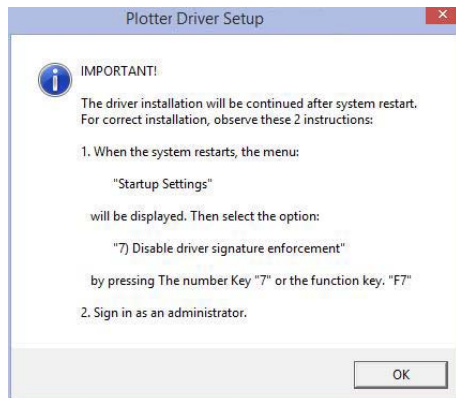 Plotter Driver Setup
IMPORTANT!
The driver installation will be continued after system restart.
For correct installation, observe these 2 instructions:
1. When the system restarts, the menu:
"Startup Settings"
will be displayed. Then select the option:
"7) Disable driver signature enforcement"
by pressing The number Key "7" or the function key. "F7"
2. Sign in as an administrator.
OK